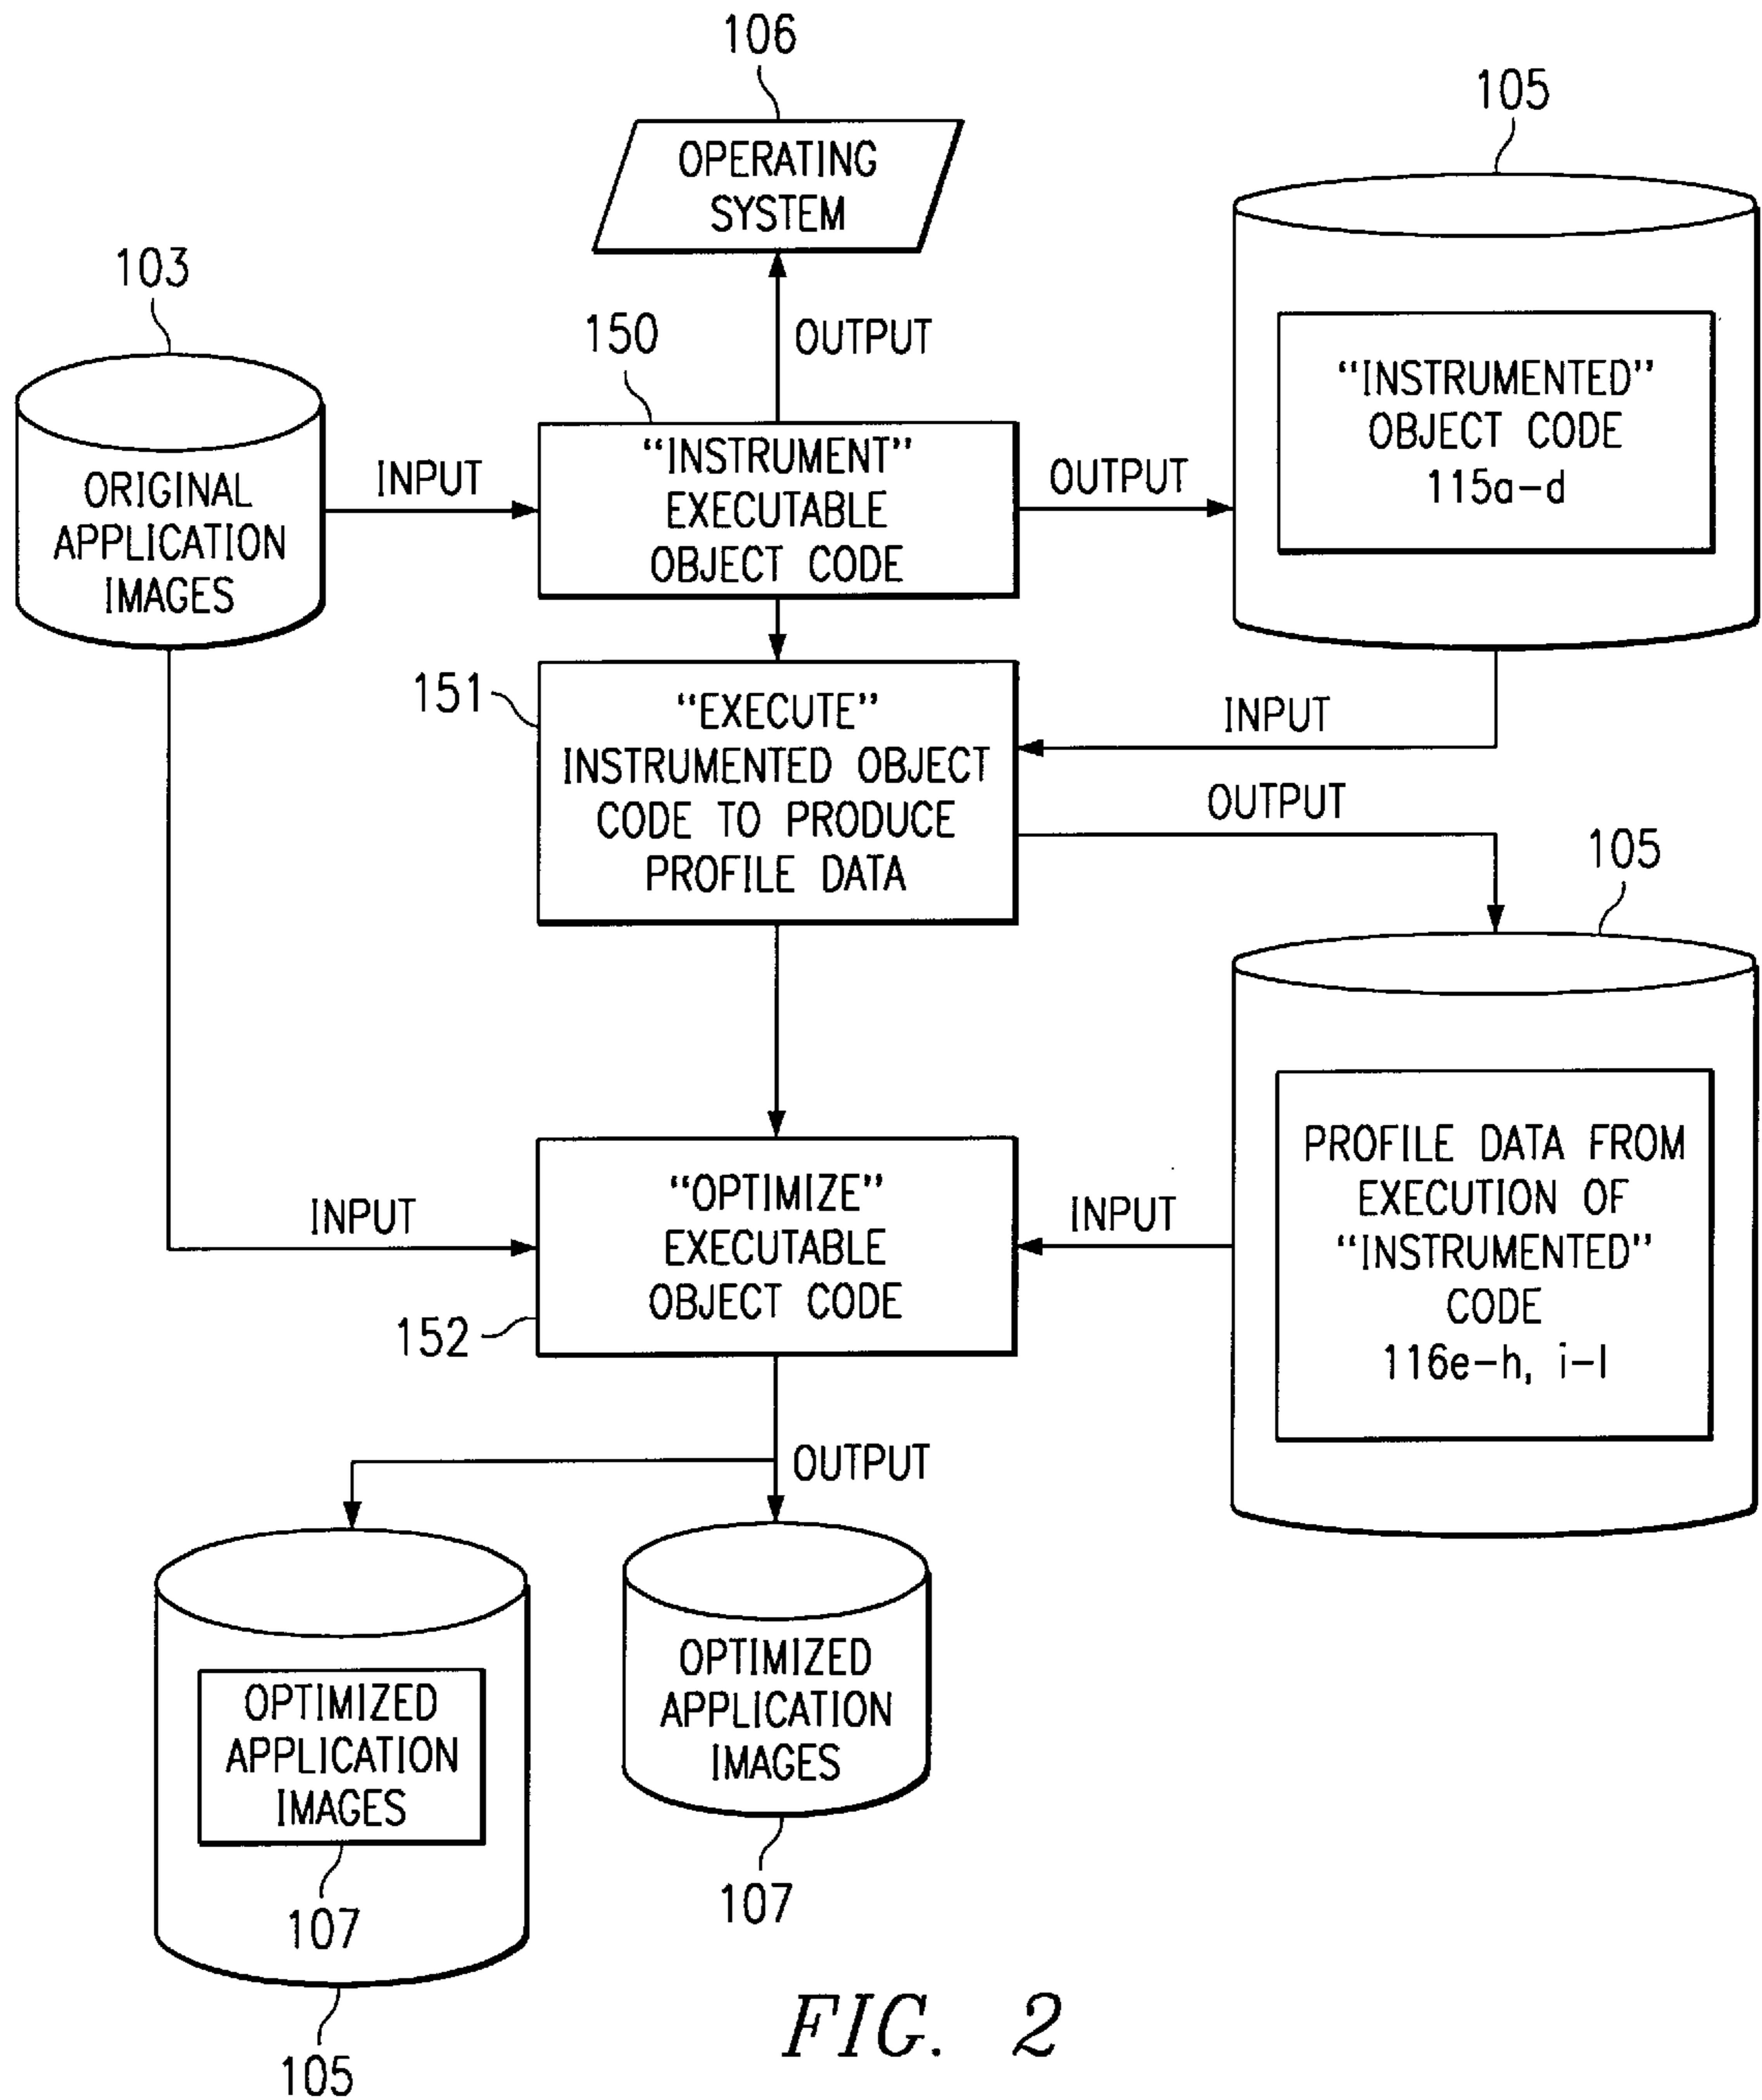 106
OPERATING
SYSTEM
105
103
150
OUTPUT
"INSTRUMENTED"
OBJECT CODE
115a-d
ORIGINAL
APPLICATION
IMAGES
INPUT
"INSTRUMENT"
EXECUTABLE
OBJECT CODE
OUTPUT
151
"EXECUTE"
INSTRUMENTED OBJECT
CODE TO PRODUCE
PROFILE DATA
INPUT
OUTPUT
105
PROFILE DATA FROM
EXECUTION OF
"INSTRUMENTED"
CODE
116e-h, i-l
INPUT
"OPTIMIZE"
EXECUTABLE
OBJECT CODE
INPUT
152
OUTPUT
OPTIMIZED
APPLICATION
IMAGES
107
105
OPTIMIZED
APPLICATION
IMAGES
107
FIG. 2